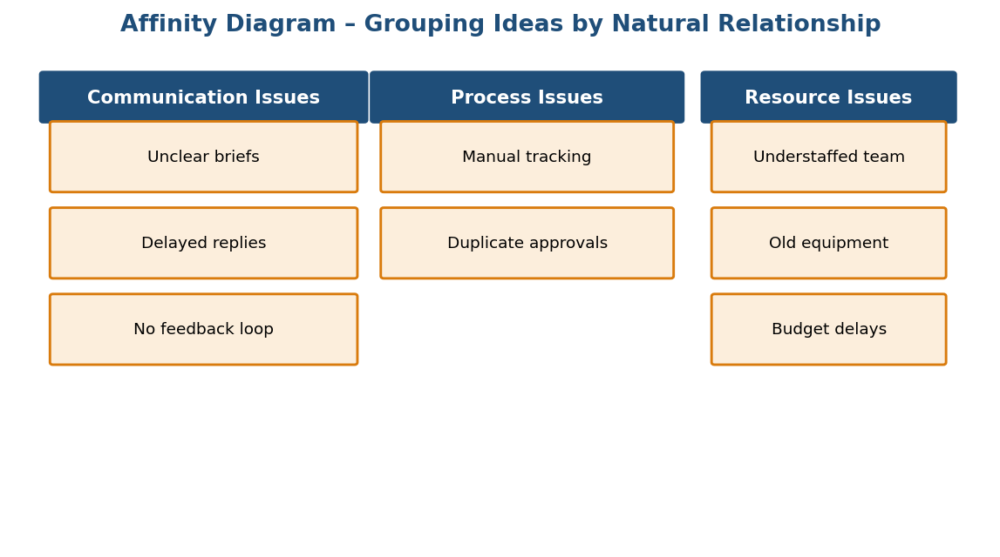 Affinity Diagram – Grouping Ideas by Natural Relationship
Communication Issues
Unclear briefs
Delayed replies
No feedback loop
Process Issues
Manual tracking
Duplicate approvals
Resource Issues
Understaffed team
Old equipment
Budget delays